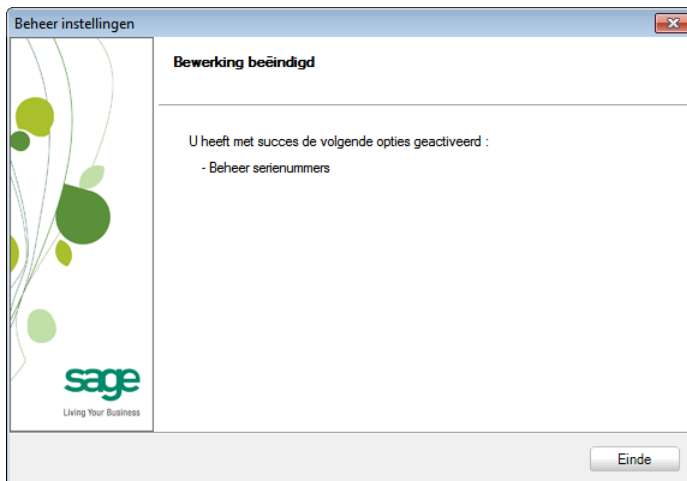 Beheer instellingen
Bewerking beëindigd
U heeft met succes de volgende opties geactiveerd :
- Beheer serienummers
sage
Living Your Business
Einde